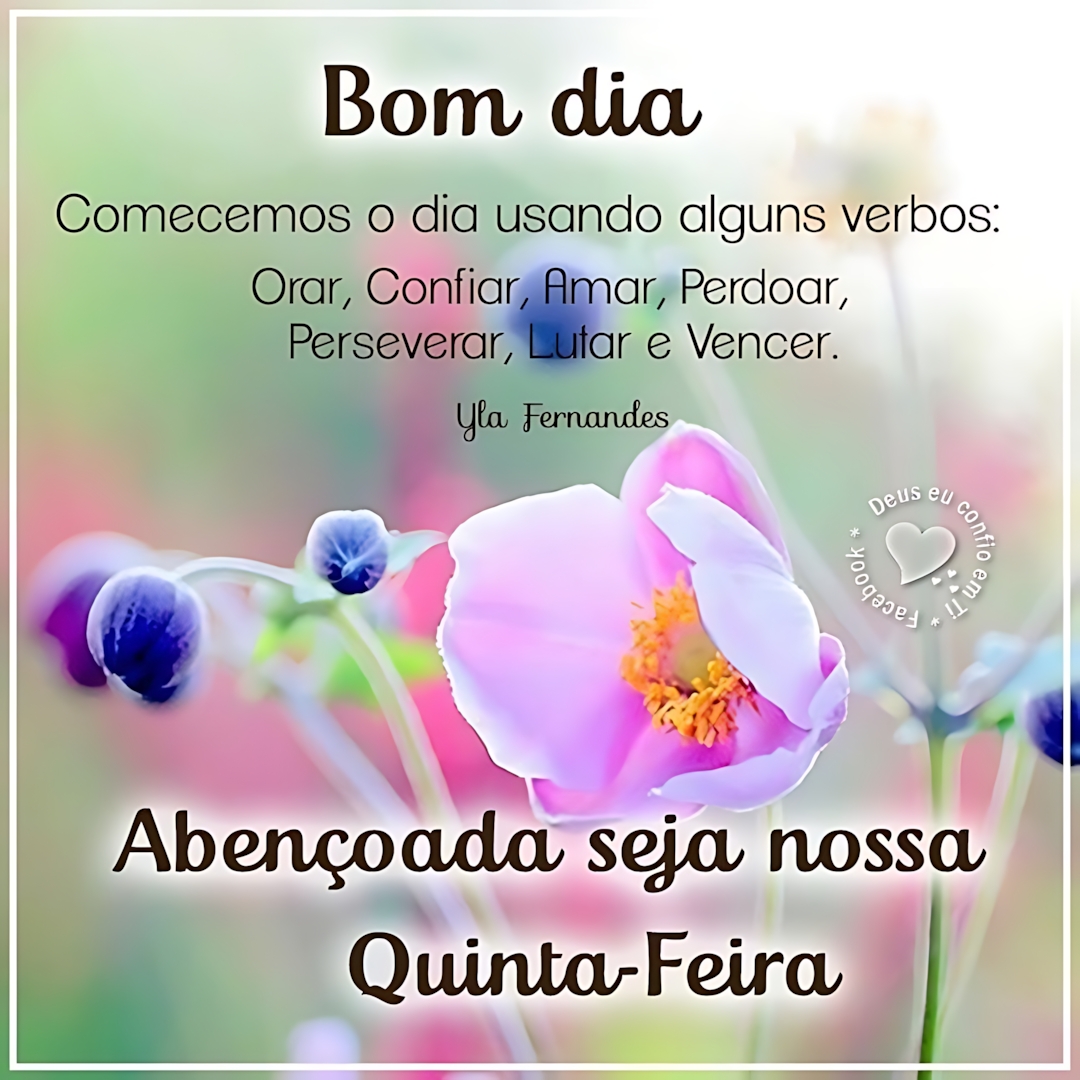 Bom dia
Comecemos o dia usando alguns verbos:
Orar, Confiar, Amar, Perdoar,
Perseverar, Lutar e Vencer.
Yla Fernandes
Deus eu confio em Ti * Facebook *
Abençoada seja nossa
Quinta-Feira